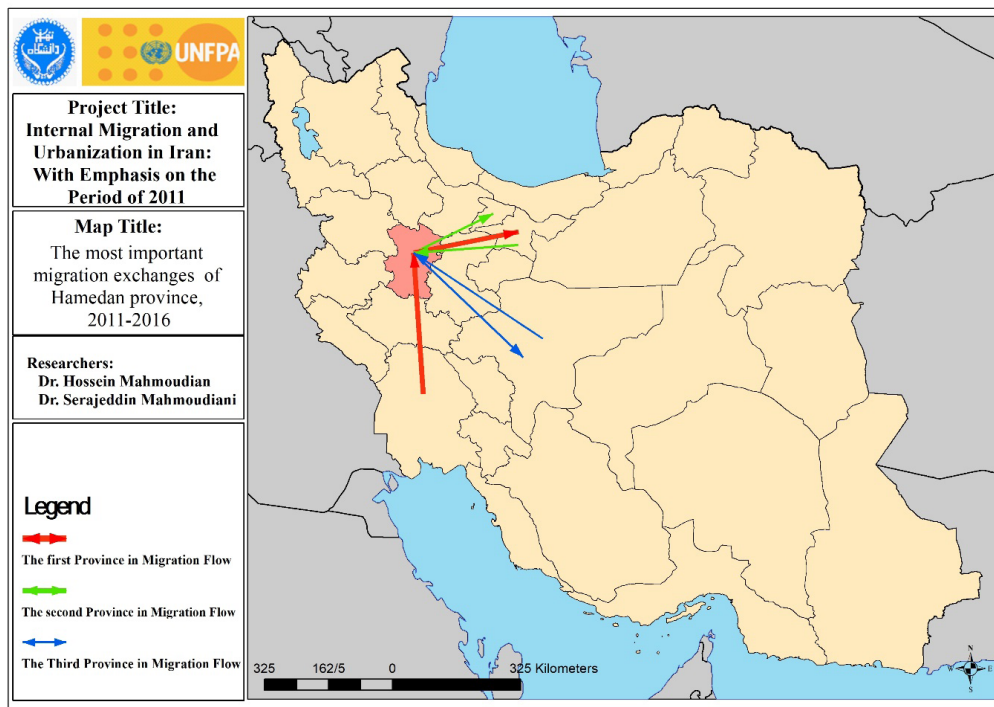 UNFPA
Project Title:
Internal Migration and
Urbanization in Iran:
With Emphasis on the
Period of 2011
Map Title:
The most important
migration exchanges of
Hamedan province,
2011-2016
Researchers:
Dr. Hossein Mahmoudian
Dr. Serajeddin Mahmoudiani
Legend
The first Province in Migration Flow
The second Province in Migration Flow
The Third Province in Migration Flow
325 162/5 0 325 Kilometers
N
W E
S